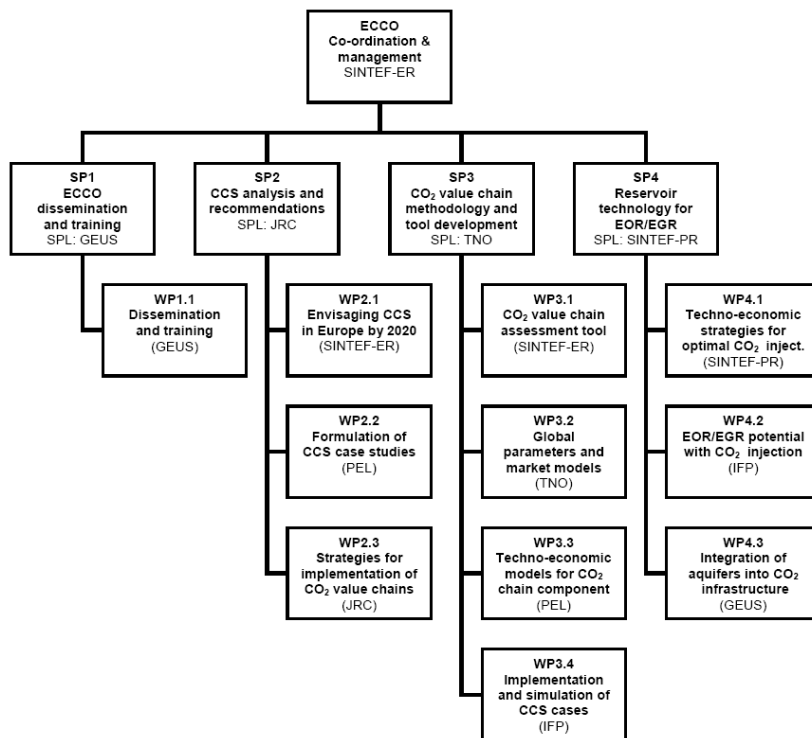 ECCO
Co-ordination &
management
SINTEF-ER
SP1
ECCO
dissemination
and training
SPL: GEUS
SP2
CCS analysis and
recommendations
SPL: JRC
SP3
CO₂ value chain
methodology and
tool development
SPL: TNO
SP4
Reservoir
technology for
EOR/EGR
SPL: SINTEF-PR
WP1.1
Dissemination
and training
(GEUS)
WP2.1
Envisaging CCS
in Europe by 2020
(SINTEF-ER)
WP3.1
CO₂ value chain
assessment tool
(SINTEF-ER)
WP4.1
Techno-economic
strategies for
optimal CO₂ inject.
(SINTEF-PR)
WP2.2
Formulation of
CCS case studies
(PEL)
WP3.2
Global
parameters and
market models
(TNO)
WP4.2
EOR/EGR potential
with CO₂ injection
(IFP)
WP2.3
Strategies for
implementation of
CO₂ value chains
(JRC)
WP3.3
Techno-economic
models for CO₂
chain component
(PEL)
WP4.3
Integration of
aquifers into CO₂
infrastructure
(GEUS)
WP3.4
Implementation
and simulation of
CCS cases
(IFP)